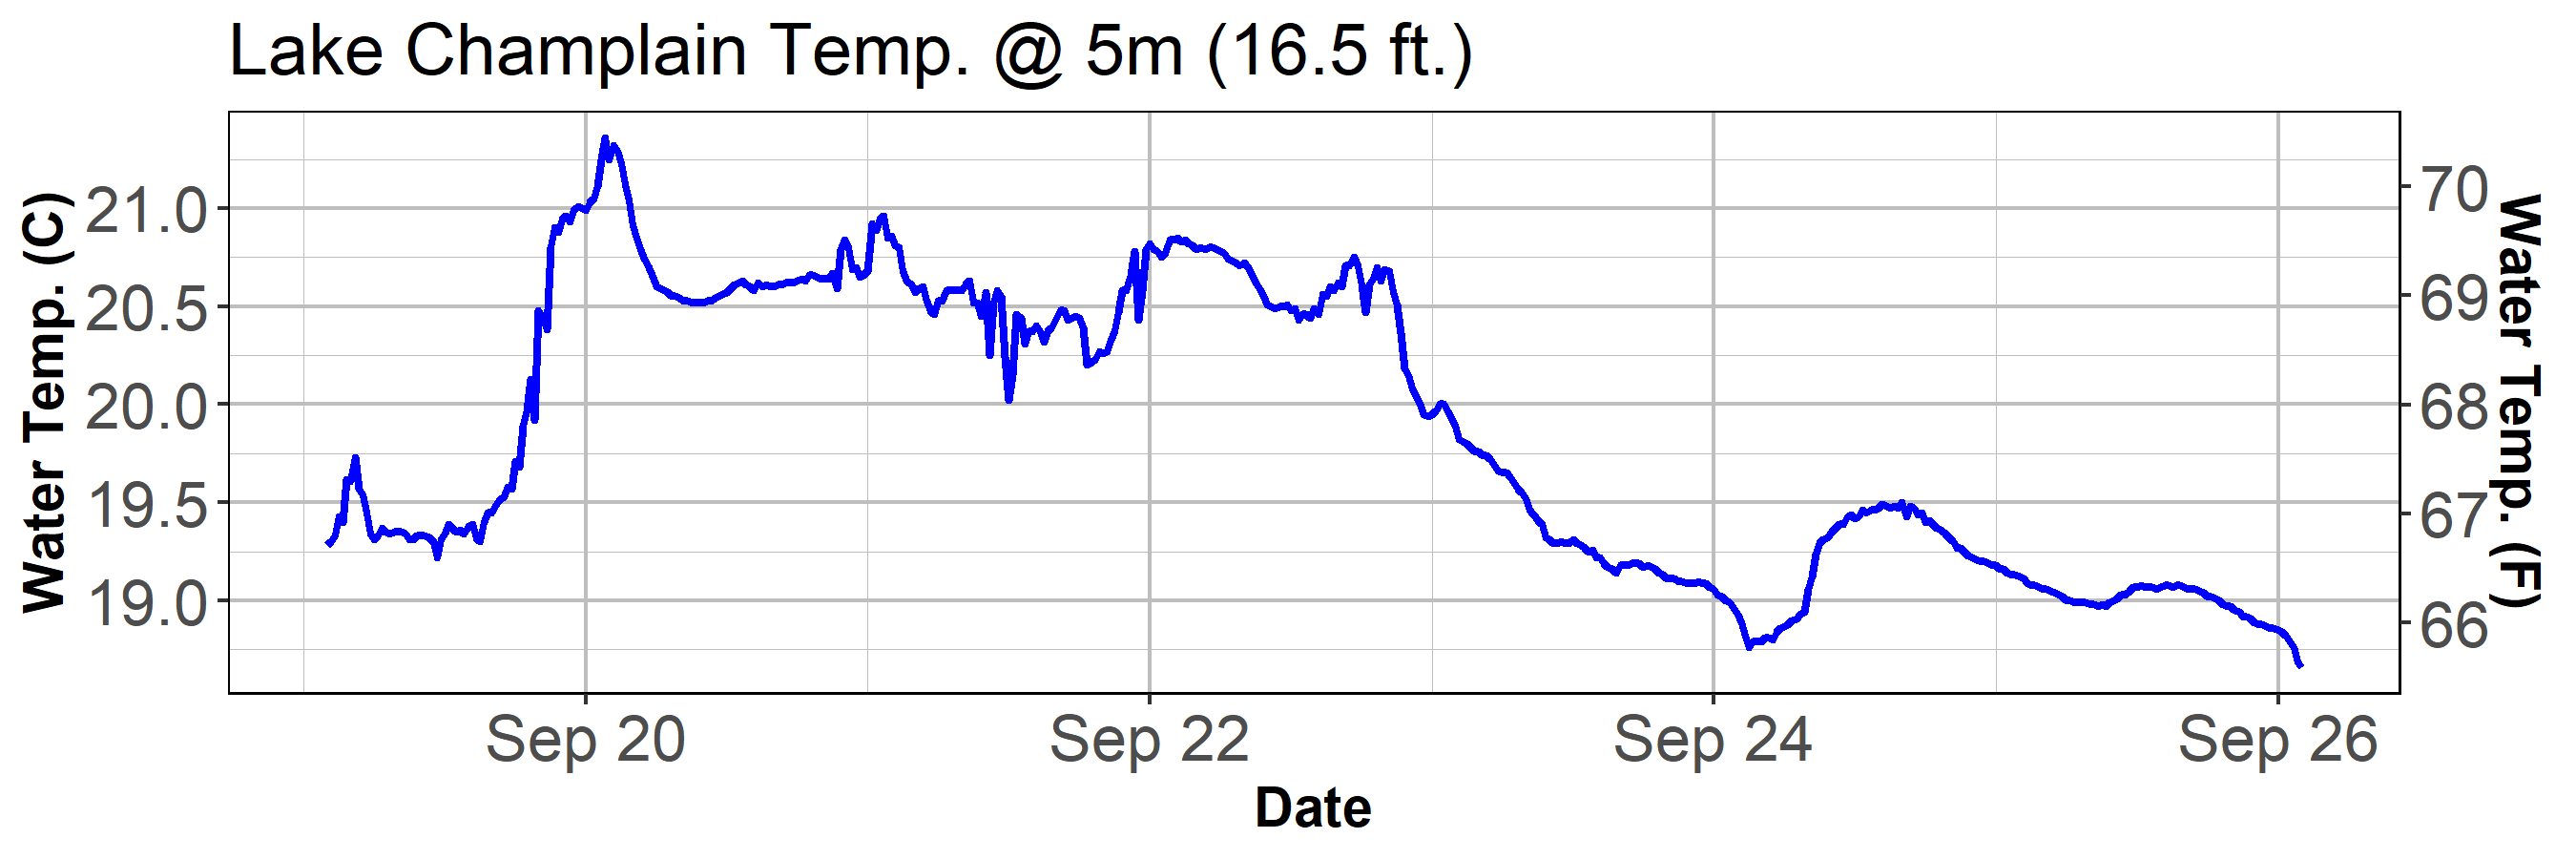 Lake Champlain Temp. @ 5m (16.5 ft.)
Water Temp. (C)
21.0
20.5
20.0
19.5
19.0
70
69
68
67
66
Water Temp. (F)
Sep 20
Sep 22
Sep 24
Sep 26
Date